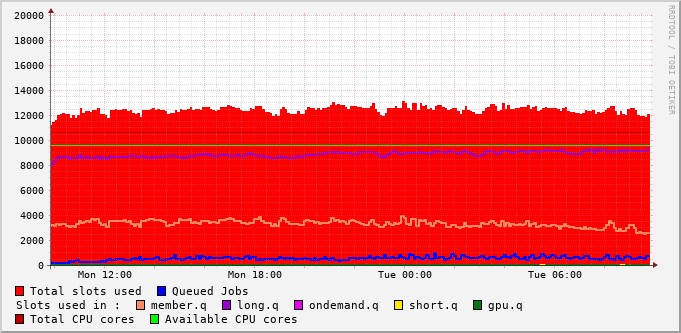 20000
18000
16000
14000
12000
10000
8000
6000
4000
2000
0
Mon 12:00 Mon 18:00 Tue 00:00 Tue 06:00
RRDTOOL / TOBI OETIKER
Total slots used Queued Jobs
Slots used in : member.q long.q ondemand.q short.q gpu.q
Total CPU cores Available CPU cores